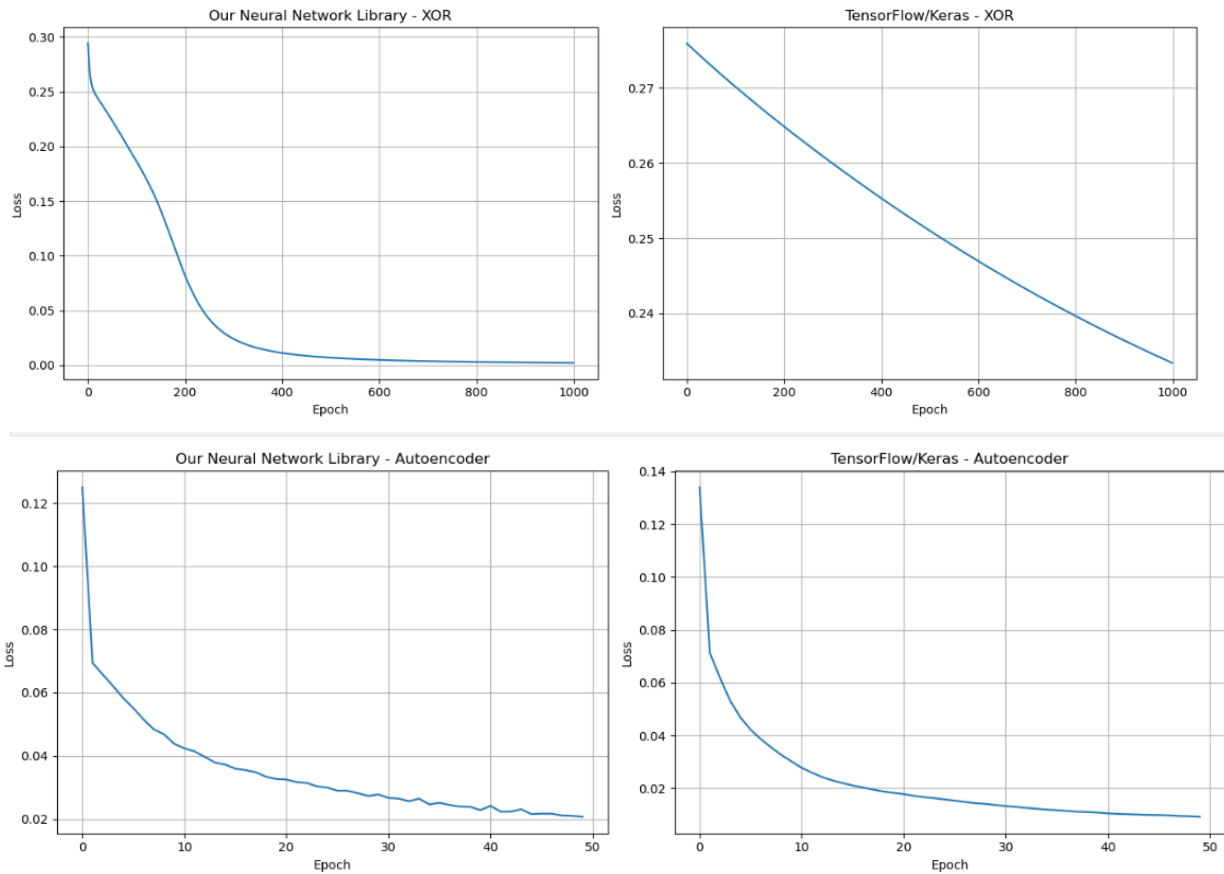 Our Neural Network Library - XOR
0.30
0.25
0.20
0.15
0.10
0.05
0.00
Loss
0 200 400 600 800 1000
Epoch
TensorFlow/Keras - XOR
0.27
0.26
0.25
0.24
Loss
0 200 400 600 800 1000
Epoch
Our Neural Network Library - Autoencoder
0.12
0.10
0.08
0.06
0.04
0.02
Loss
0 10 20 30 40 50
Epoch
TensorFlow/Keras - Autoencoder
0.14
0.12
0.10
0.08
0.06
0.04
0.02
Loss
0 10 20 30 40 50
Epoch